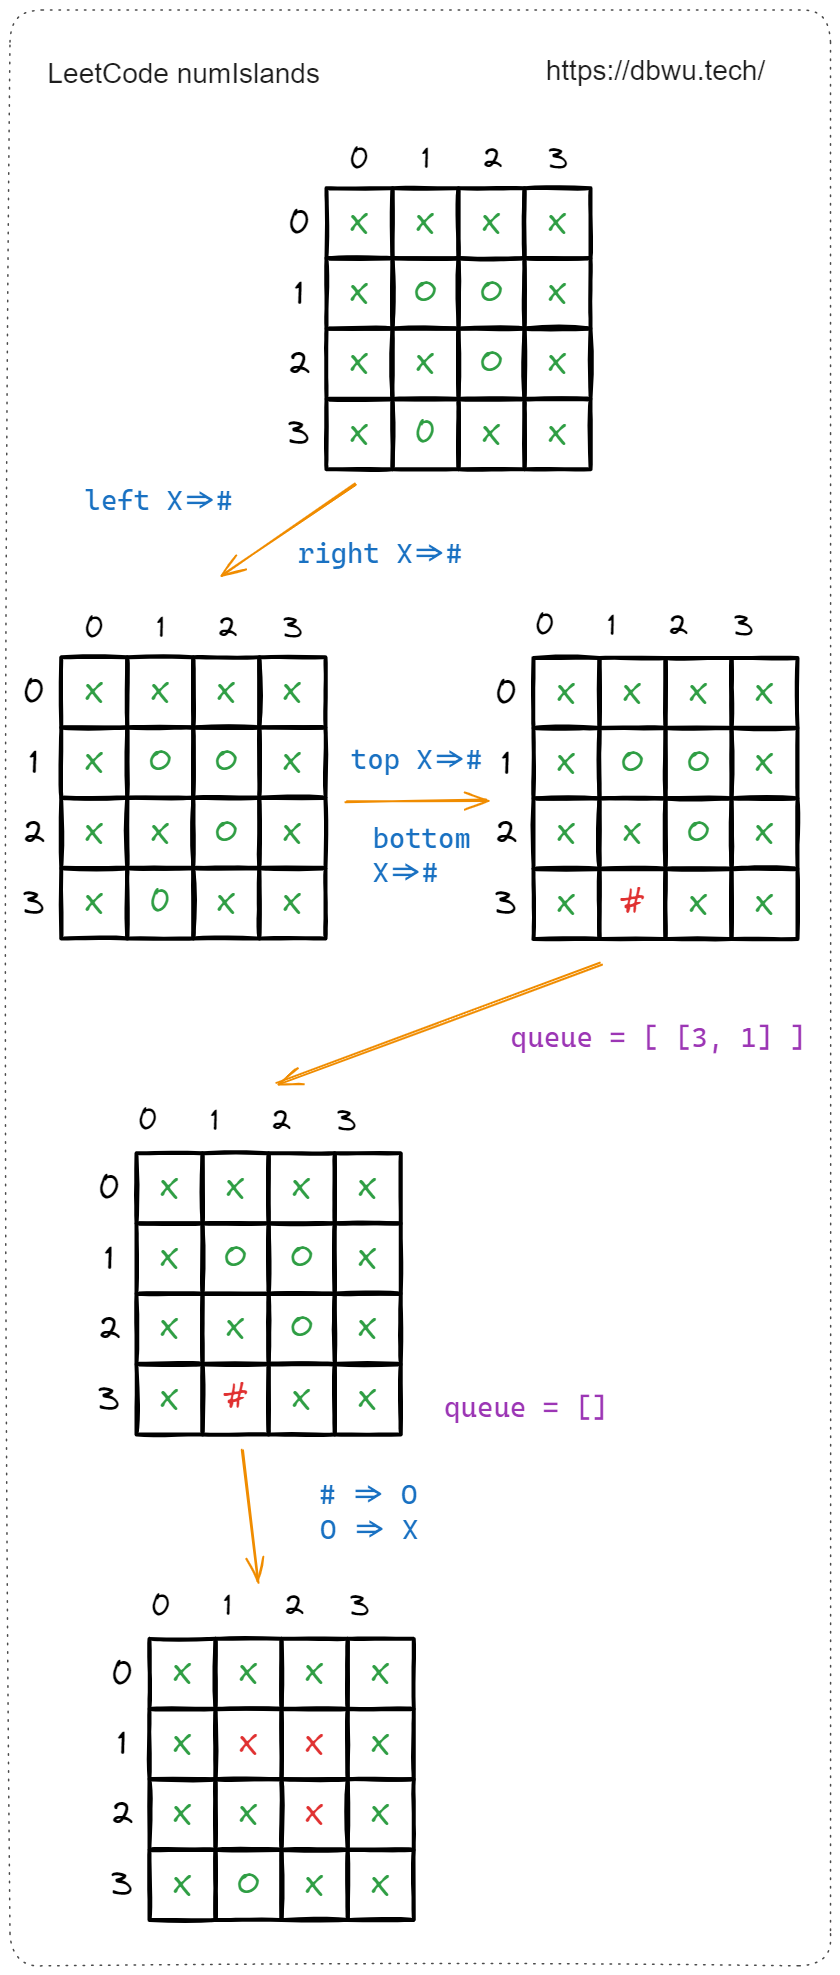 LeetCode numIslands
https://dbwu.tech/
0 1 2 3
0 X X X X
1 X O O X
2 X X O X
3 X O X X
left X⇒#
right X⇒#
0 1 2 3
0 X X X X
1 X O O X
2 X X O X
3 X O X X
top X⇒#
bottom
X⇒#
0 1 2 3
0 X X X X
1 X O O X
2 X X O X
3 X # X X
queue = [ [3, 1] ]
0 1 2 3
0 X X X X
1 X O O X
2 X X O X
3 X # X X
queue = []
# ⇒ O
O ⇒ X
0 1 2 3
0 X X X X
1 X X X X
2 X X X X
3 X O X X